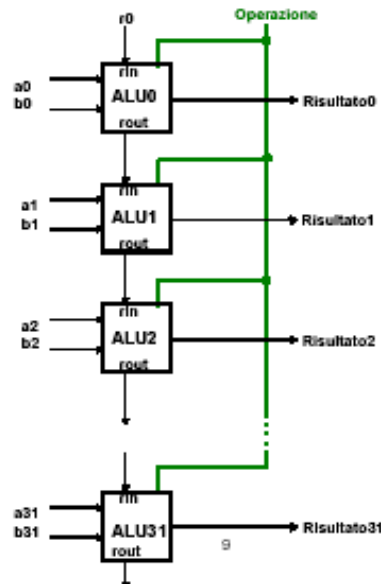 Operazione
r0
rin
a0
ALU0
Risultato0
b0
rout
rin
a1
ALU1
Risultato1
b1
rout
rin
a2
ALU2
Risultato2
b2
rout
rin
a31
ALU31
Risultato31
b31
9
rout